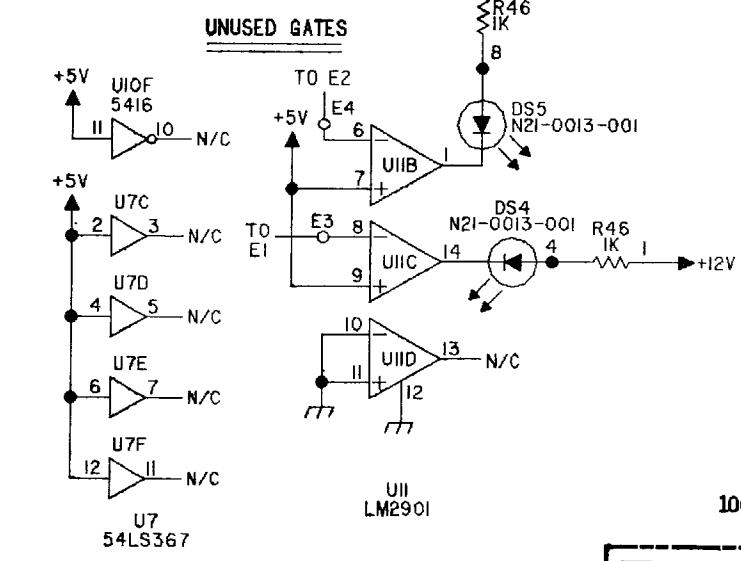 UNUSED GATES
R46
1K
8
+5V
U10F
5416
11
10
N/C
TO E2
E4
+5V
6
−
U11B
7
+
1
DS5
N21-0013-001
+5V
U7C
2
3
N/C
TO
E1
E3
8
−
U11C
9
+
14
DS4
N21-0013-001
4
R46
1K
1
+12V
U7D
4
5
N/C
10
−
U11D
11
+
13
N/C
12
U7E
6
7
N/C
U7F
12
11
N/C
U7
54LS367
U11
LM2901